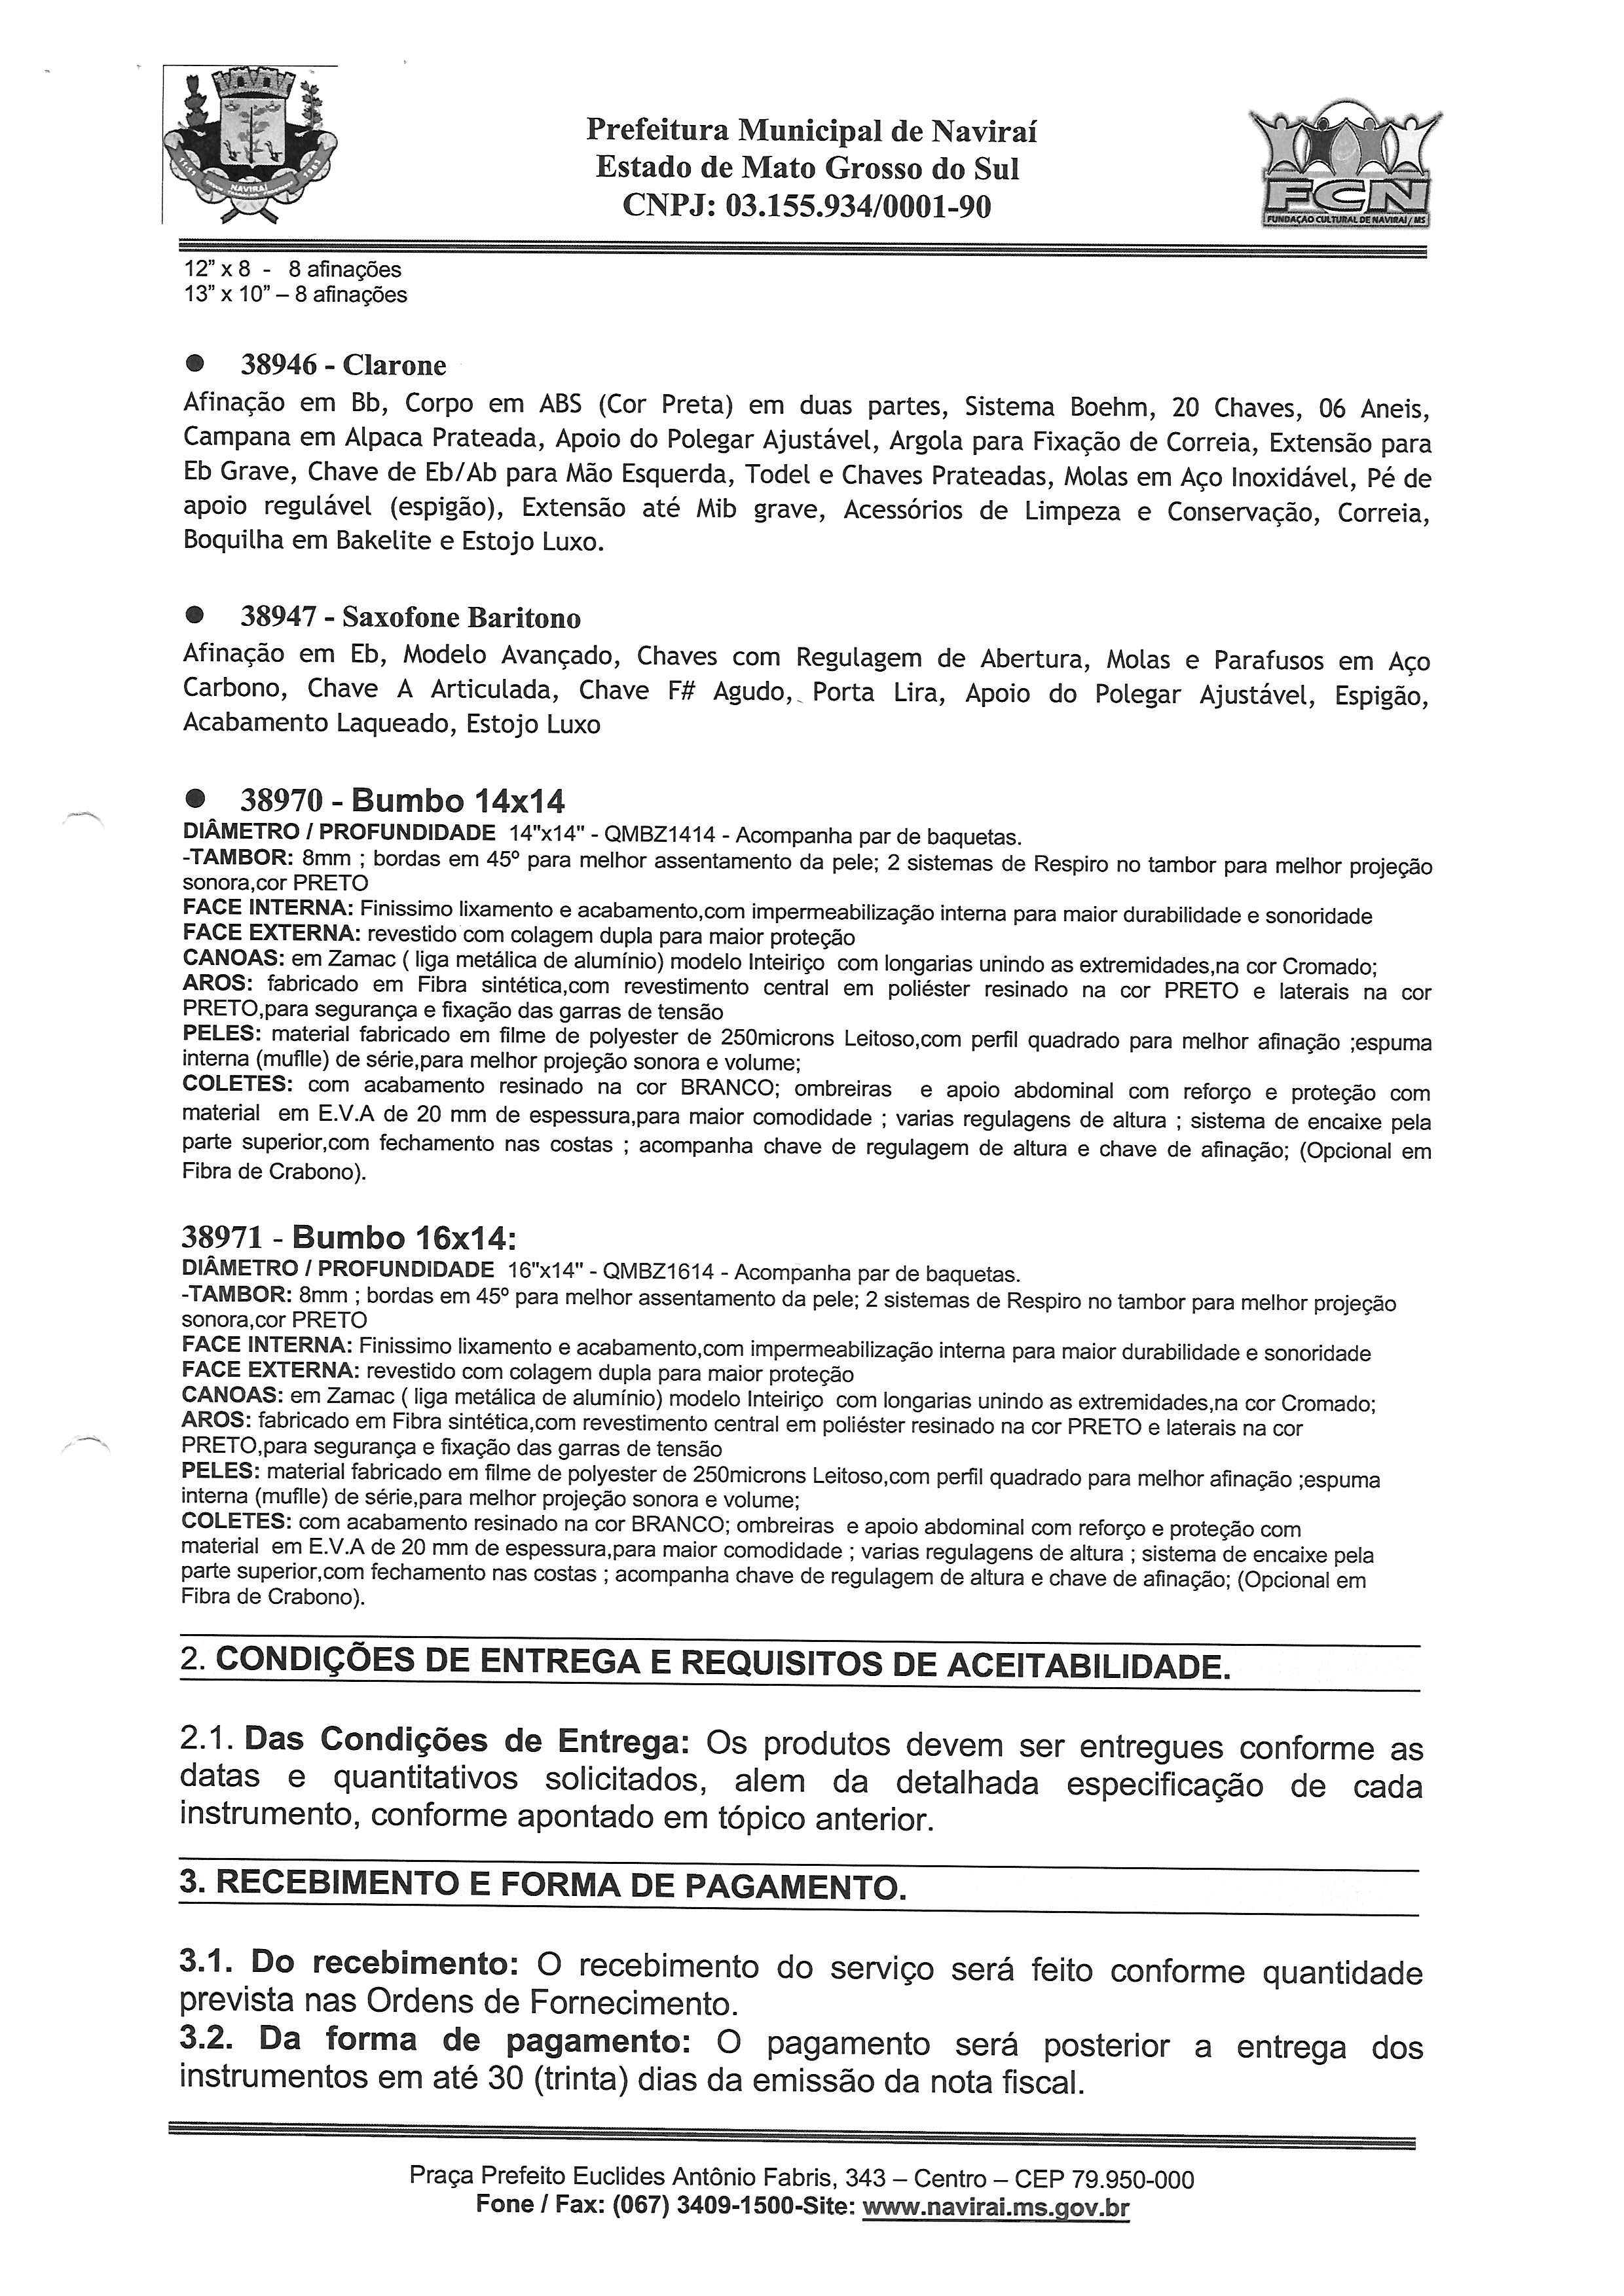 Prefeitura Municipal de Naviraí
Estado de Mato Grosso do Sul
CNPJ: 03.155.934/0001-90
NAVIRAÍ
FCN
FUNDAÇÃO CULTURAL DE NAVIRAÍ / MS
12” x 8 - 8 afinações
13” x 10” – 8 afinações
● 38946 - Clarone
Afinação em Bb, Corpo em ABS (Cor Preta) em duas partes, Sistema Boehm, 20 Chaves, 06 Aneis,
Campana em Alpaca Prateada, Apoio do Polegar Ajustável, Argola para Fixação de Correia, Extensão para
Eb Grave, Chave de Eb/Ab para Mão Esquerda, Todel e Chaves Prateadas, Molas em Aço Inoxidável, Pé de
apoio regulável (espigão), Extensão até Mib grave, Acessórios de Limpeza e Conservação, Correia,
Boquilha em Bakelite e Estojo Luxo.
● 38947 - Saxofone Baritono
Afinação em Eb, Modelo Avançado, Chaves com Regulagem de Abertura, Molas e Parafusos em Aço
Carbono, Chave A Articulada, Chave F# Agudo, Porta Lira, Apoio do Polegar Ajustável, Espigão,
Acabamento Laqueado, Estojo Luxo
● 38970 - Bumbo 14x14
DIÂMETRO / PROFUNDIDADE 14"x14" - QMBZ1414 - Acompanha par de baquetas.
-TAMBOR: 8mm ; bordas em 45º para melhor assentamento da pele; 2 sistemas de Respiro no tambor para melhor projeção
sonora,cor PRETO
FACE INTERNA: Finissimo lixamento e acabamento,com impermeabilização interna para maior durabilidade e sonoridade
FACE EXTERNA: revestido com colagem dupla para maior proteção
CANOAS: em Zamac ( liga metálica de alumínio) modelo Inteiriço com longarias unindo as extremidades,na cor Cromado;
AROS: fabricado em Fibra sintética,com revestimento central em poliéster resinado na cor PRETO e laterais na cor
PRETO,para segurança e fixação das garras de tensão
PELES: material fabricado em filme de polyester de 250microns Leitoso,com perfil quadrado para melhor afinação ;espuma
interna (muflle) de série,para melhor projeção sonora e volume;
COLETES: com acabamento resinado na cor BRANCO; ombreiras e apoio abdominal com reforço e proteção com
material em E.V.A de 20 mm de espessura,para maior comodidade ; varias regulagens de altura ; sistema de encaixe pela
parte superior,com fechamento nas costas ; acompanha chave de regulagem de altura e chave de afinação; (Opcional em
Fibra de Crabono).
38971 - Bumbo 16x14:
DIÂMETRO / PROFUNDIDADE 16"x14" - QMBZ1614 - Acompanha par de baquetas.
-TAMBOR: 8mm ; bordas em 45º para melhor assentamento da pele; 2 sistemas de Respiro no tambor para melhor projeção
sonora,cor PRETO
FACE INTERNA: Finissimo lixamento e acabamento,com impermeabilização interna para maior durabilidade e sonoridade
FACE EXTERNA: revestido com colagem dupla para maior proteção
CANOAS: em Zamac ( liga metálica de alumínio) modelo Inteiriço com longarias unindo as extremidades,na cor Cromado;
AROS: fabricado em Fibra sintética,com revestimento central em poliéster resinado na cor PRETO e laterais na cor
PRETO,para segurança e fixação das garras de tensão
PELES: material fabricado em filme de polyester de 250microns Leitoso,com perfil quadrado para melhor afinação ;espuma
interna (muflle) de série,para melhor projeção sonora e volume;
COLETES: com acabamento resinado na cor BRANCO; ombreiras e apoio abdominal com reforço e proteção com
material em E.V.A de 20 mm de espessura,para maior comodidade ; varias regulagens de altura ; sistema de encaixe pela
parte superior,com fechamento nas costas ; acompanha chave de regulagem de altura e chave de afinação; (Opcional em
Fibra de Crabono).
2. CONDIÇÕES DE ENTREGA E REQUISITOS DE ACEITABILIDADE.
2.1. Das Condições de Entrega: Os produtos devem ser entregues conforme as
datas e quantitativos solicitados, alem da detalhada especificação de cada
instrumento, conforme apontado em tópico anterior.
3. RECEBIMENTO E FORMA DE PAGAMENTO.
3.1. Do recebimento: O recebimento do serviço será feito conforme quantidade
prevista nas Ordens de Fornecimento.
3.2. Da forma de pagamento: O pagamento será posterior a entrega dos
instrumentos em até 30 (trinta) dias da emissão da nota fiscal.
Praça Prefeito Euclides Antônio Fabris, 343 – Centro – CEP 79.950-000
Fone / Fax: (067) 3409-1500-Site: www.navirai.ms.gov.br